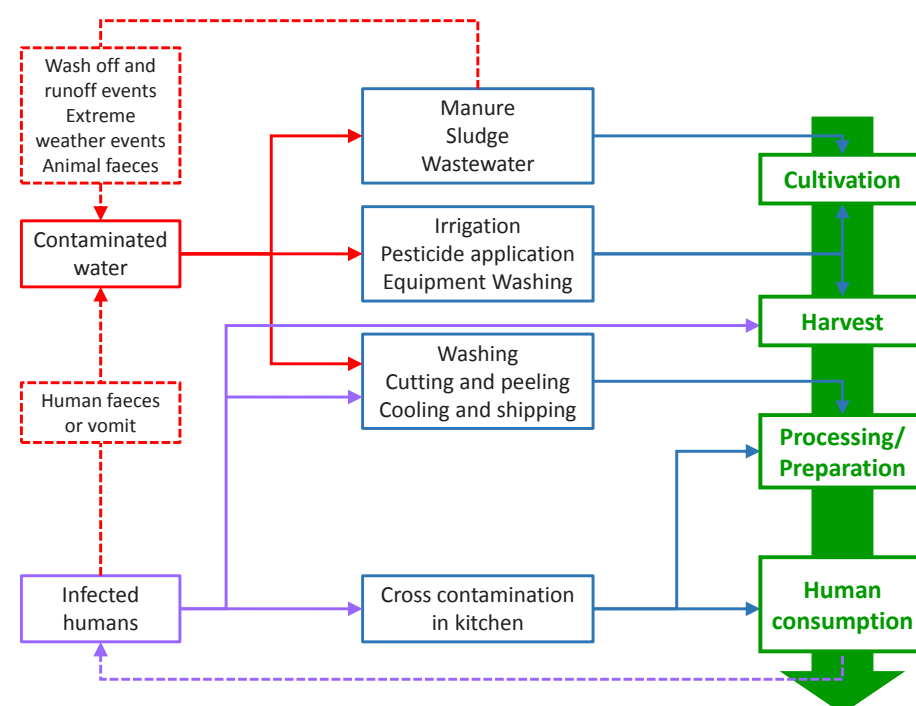 Wash off and
runoff events
Extreme
weather events
Animal faeces
Manure
Sludge
Wastewater
Cultivation
Contaminated
water
Irrigation
Pesticide application
Equipment Washing
Harvest
Washing
Cutting and peeling
Cooling and shipping
Human faeces
or vomit
Processing/
Preparation
Infected
humans
Cross contamination
in kitchen
Human
consumption